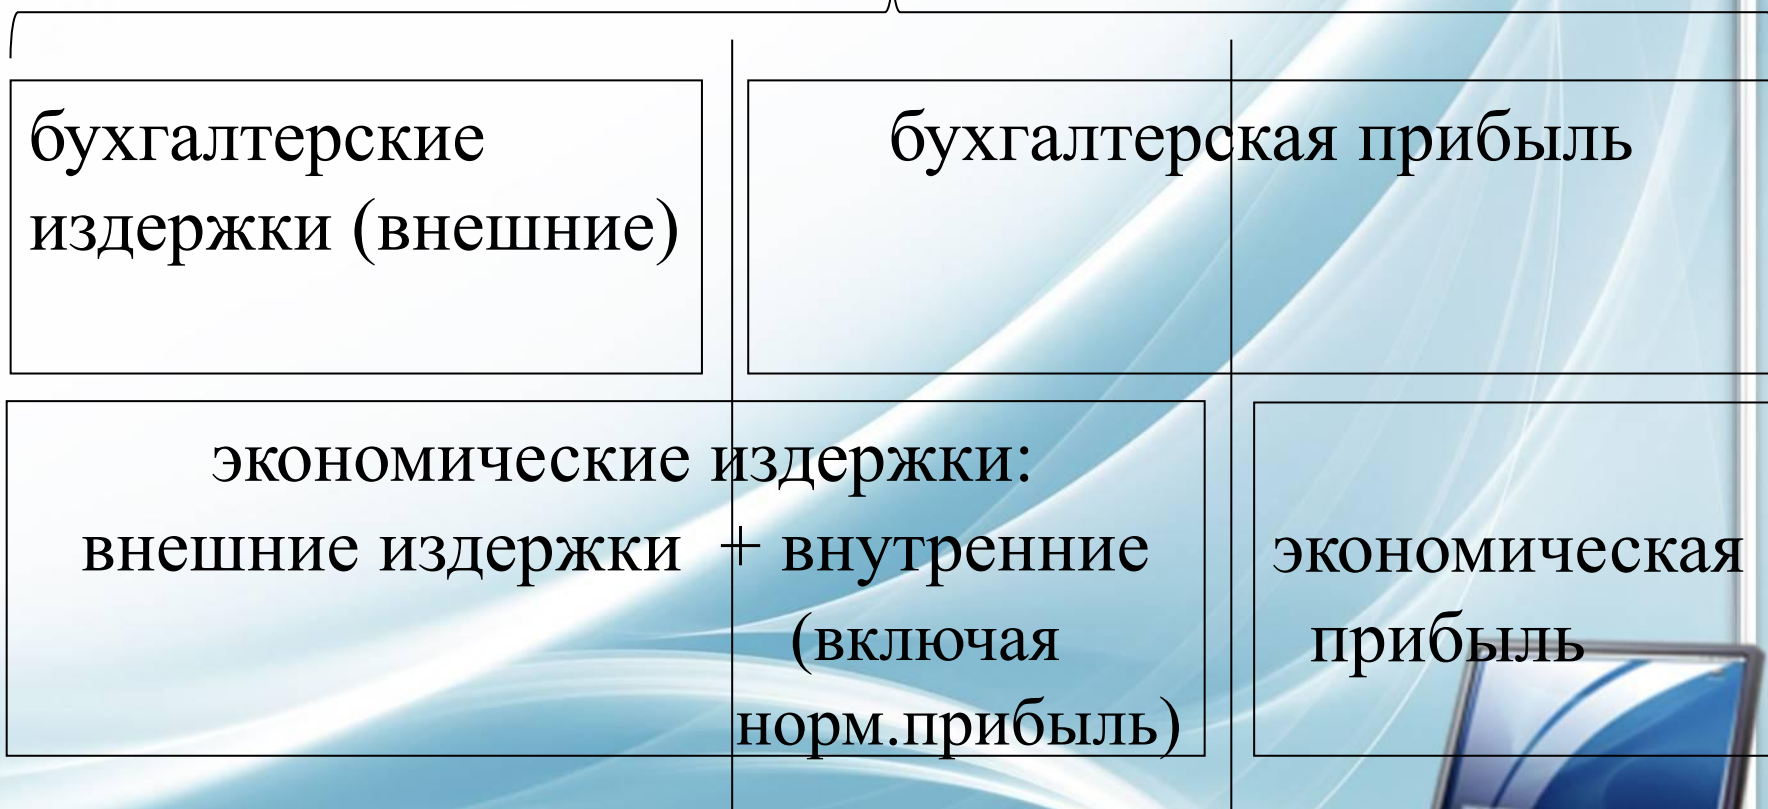 бухгалтерские
издержки (внешние)
бухгалтерская прибыль
экономические издержки:
внешние издержки + внутренние
(включая
норм.прибыль)
экономическая
прибыль